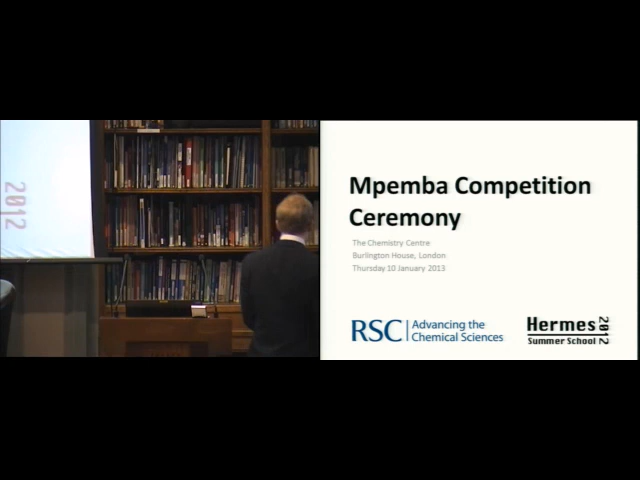 2012
Mpemba Competition
Ceremony
The Chemistry Centre
Burlington House, London
Thursday 10 January 2013
RSC
Advancing the
Chemical Sciences
Hermes
Summer School
2012